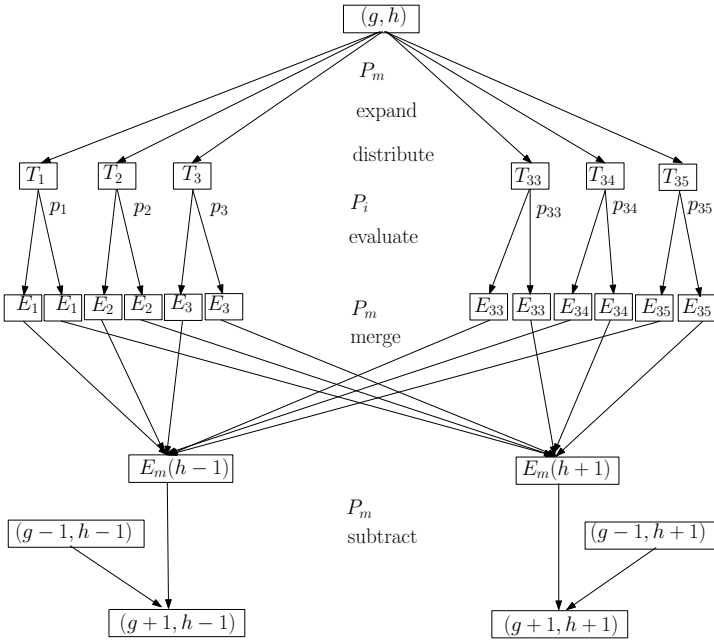 (g, h)
P_m
expand
distribute
T_1 T_2 T_3 T_33 T_34 T_35
p_1 p_2 p_3 P_i p_33 p_34 p_35
evaluate
E_1 E_1 E_2 E_2 E_3 E_3 E_33 E_33 E_34 E_34 E_35 E_35
P_m
merge
E_m(h − 1) E_m(h + 1)
P_m
subtract
(g − 1, h − 1) (g − 1, h + 1)
(g + 1, h − 1) (g + 1, h + 1)